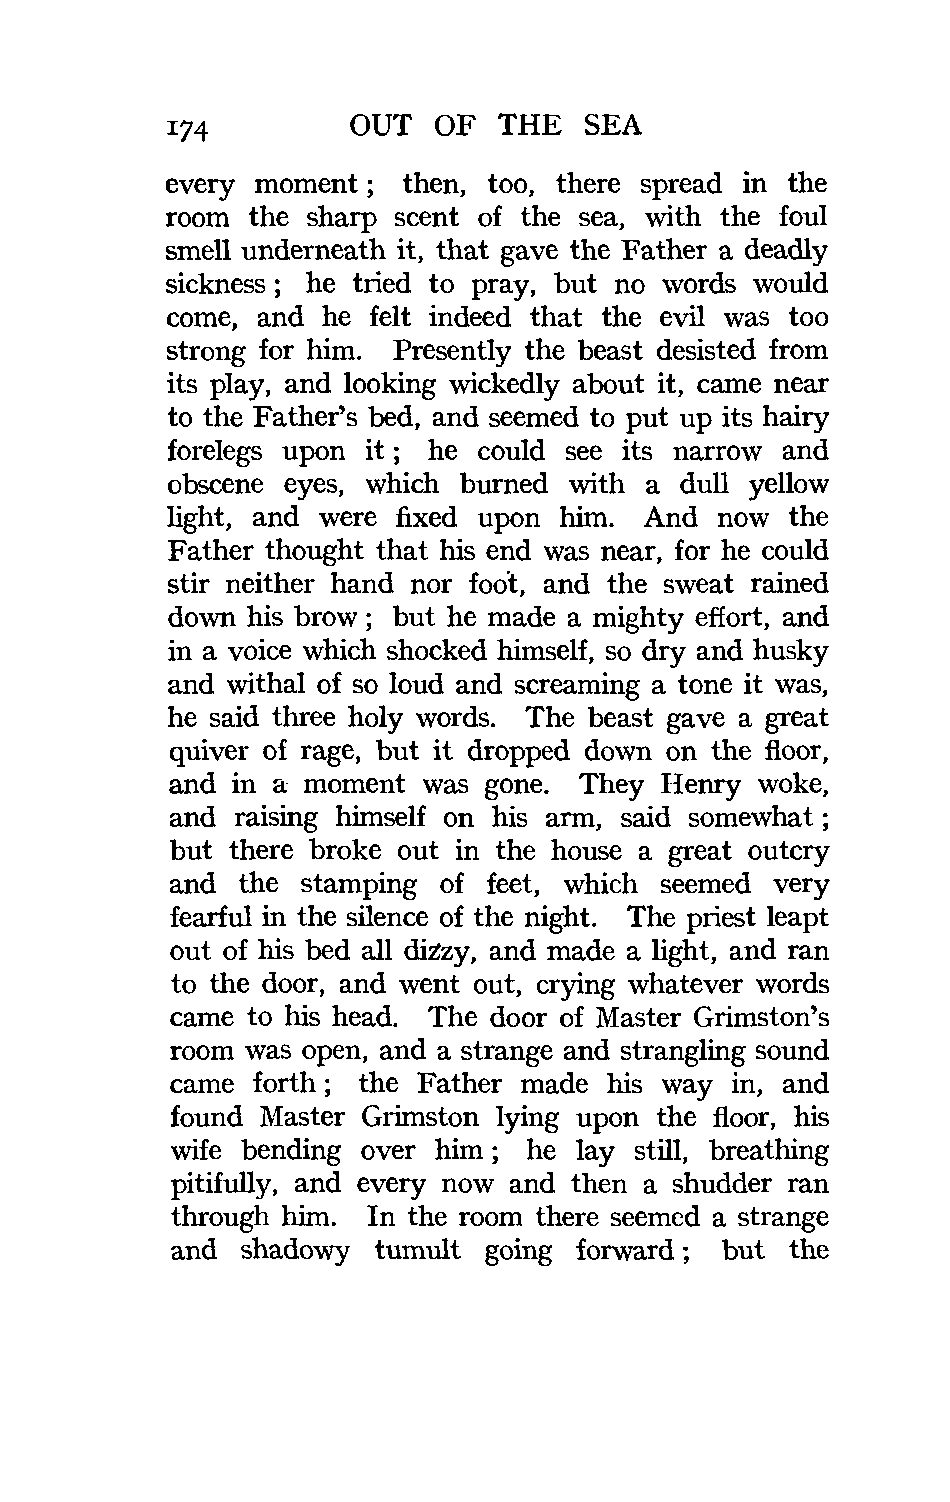 174 OUT OF THE SEA
every moment ; then, too, there spread in the
room the sharp scent of the sea, with the foul
smell underneath it, that gave the Father a deadly
sickness ; he tried to pray, but no words would
come, and he felt indeed that the evil was too
strong for him. Presently the beast desisted from
its play, and looking wickedly about it, came near
to the Father's bed, and seemed to put up its hairy
forelegs upon it ; he could see its narrow and
obscene eyes, which burned with a dull yellow
light, and were fixed upon him. And now the
Father thought that his end was near, for he could
stir neither hand nor foot, and the sweat rained
down his brow ; but he made a mighty effort, and
in a voice which shocked himself, so dry and husky
and withal of so loud and screaming a tone it was,
he said three holy words. The beast gave a great
quiver of rage, but it dropped down on the floor,
and in a moment was gone. They Henry woke,
and raising himself on his arm, said somewhat ;
but there broke out in the house a great outcry
and the stamping of feet, which seemed very
fearful in the silence of the night. The priest leapt
out of his bed all dizzy, and made a light, and ran
to the door, and went out, crying whatever words
came to his head. The door of Master Grimston's
room was open, and a strange and strangling sound
came forth ; the Father made his way in, and
found Master Grimston lying upon the floor, his
wife bending over him ; he lay still, breathing
pitifully, and every now and then a shudder ran
through him. In the room there seemed a strange
and shadowy tumult going forward ; but the